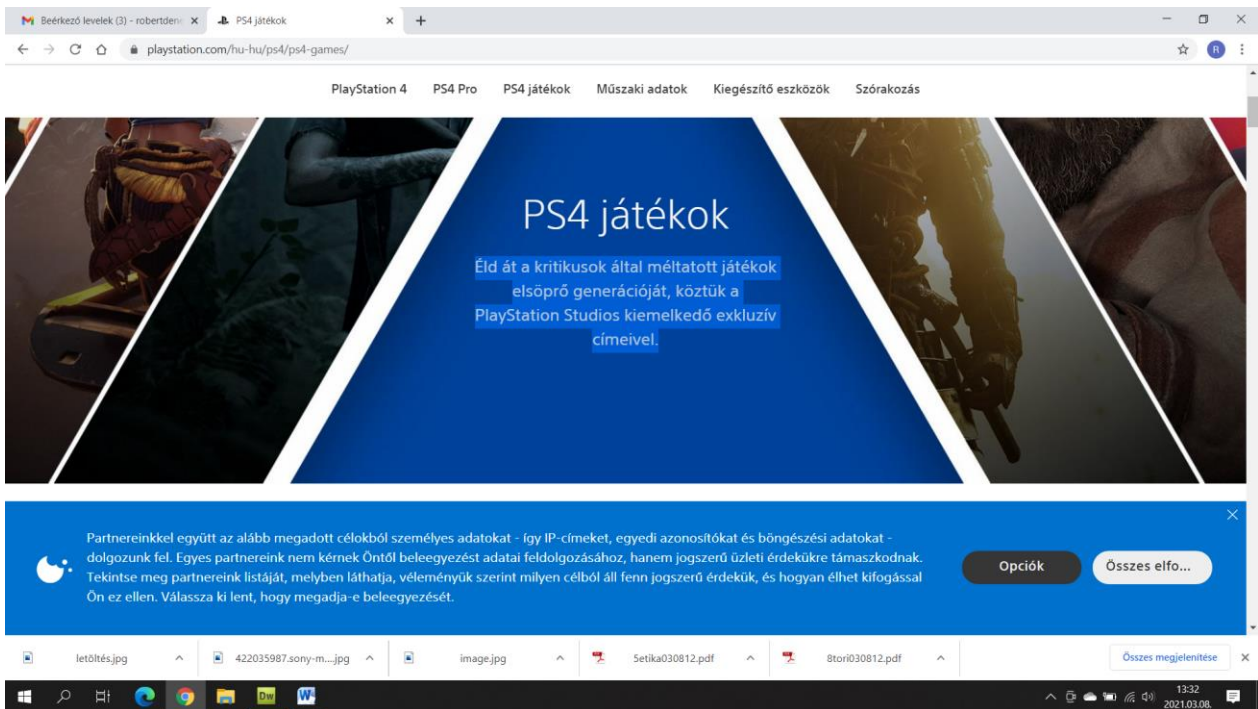 Beérkező levelek (3) - robertden
PS4 játékok
playstation.com/hu-hu/ps4/ps4-games/
R
PlayStation 4 PS4 Pro PS4 játékok Műszaki adatok Kiegészítő eszközök Szórakozás
PS4 játékok
Éld át a kritikusok által méltatott játékok
elsöprő generációját, köztük a
PlayStation Studios kiemelkedő exkluzív
címeivel.
Partnereinkkel együtt az alább megadott célokból személyes adatokat - így IP-címeket, egyedi azonosítókat és böngészési adatokat -
dolgozunk fel. Egyes partnereink nem kérnek Öntől beleegyezést adatai feldolgozásához, hanem jogszerű üzleti érdekükre támaszkodnak.
Tekintse meg partnereink listáját, melyben láthatja, véleményük szerint milyen célból áll fenn jogszerű érdekük, és hogyan élhet kifogással
Ön ez ellen. Válassza ki lent, hogy megadja-e beleegyezését.
Opciók
Összes elfo...
letöltés.jpg 422035987.sony-m....jpg image.jpg 5etika030812.pdf 8tori030812.pdf Összes megjelenítése
Dw W
13:32
2021.03.08.